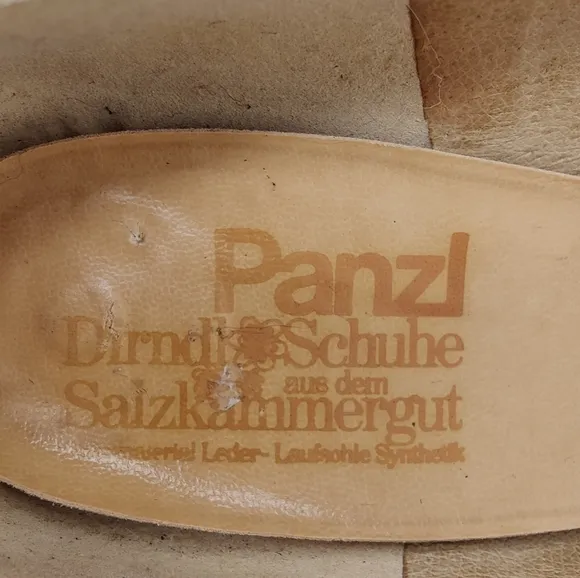 Panzl
Dirndl Schuhe
aus dem
Salzkammergut
Leder- Laufsohle Synthetik